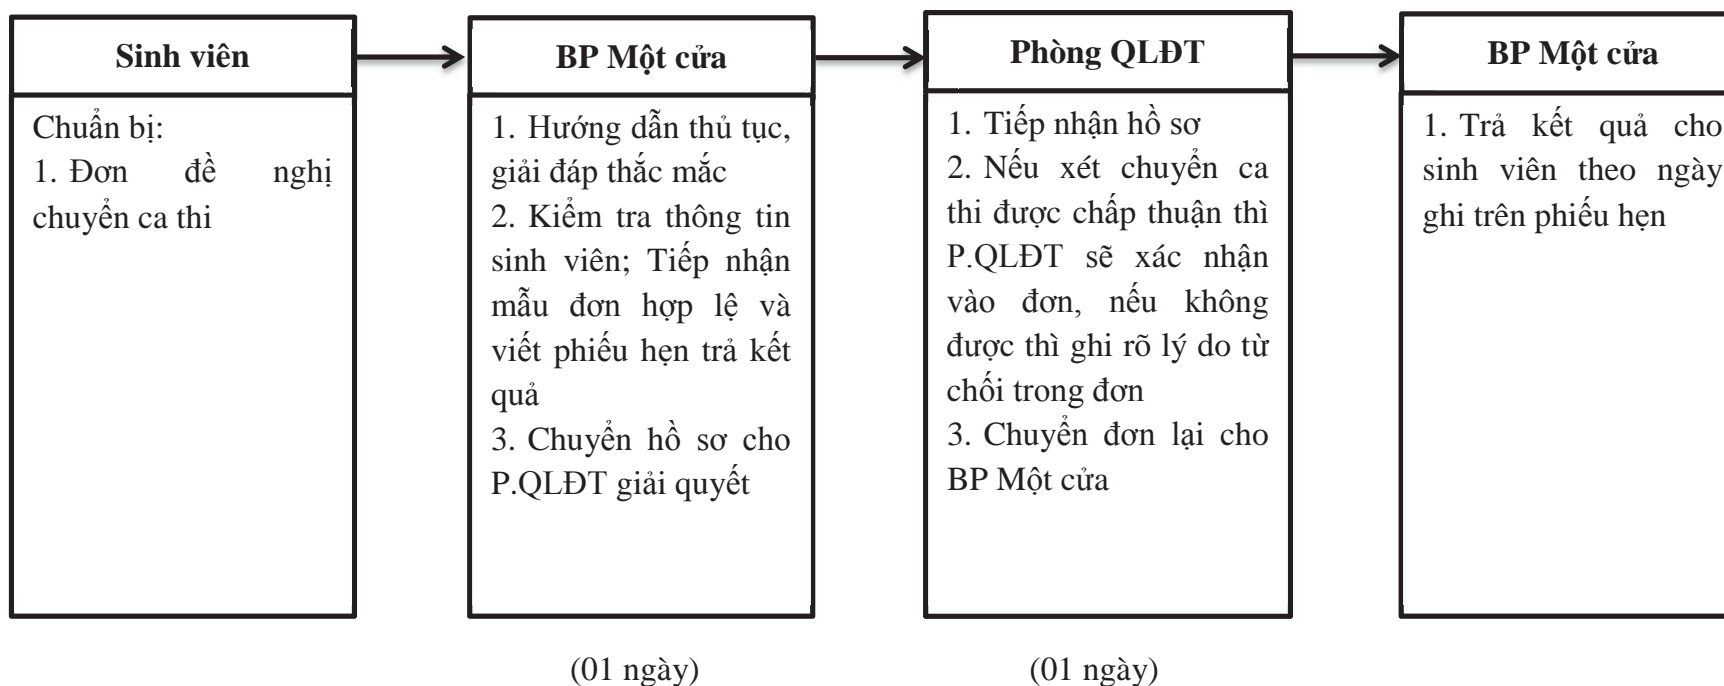 Sinh viên
Chuẩn bị:
1. Đơn đề nghị
chuyển ca thi
BP Một cửa
1. Hướng dẫn thủ tục,
giải đáp thắc mắc
2. Kiểm tra thông tin
sinh viên; Tiếp nhận
mẫu đơn hợp lệ và
viết phiếu hẹn trả kết
quả
3. Chuyển hồ sơ cho
P.QLĐT giải quyết
(01 ngày)
Phòng QLĐT
1. Tiếp nhận hồ sơ
2. Nếu xét chuyển ca
thi được chấp thuận thì
P.QLĐT sẽ xác nhận
vào đơn, nếu không
được thì ghi rõ lý do từ
chối trong đơn
3. Chuyển đơn lại cho
BP Một cửa
(01 ngày)
BP Một cửa
1. Trả kết quả cho
sinh viên theo ngày
ghi trên phiếu hẹn